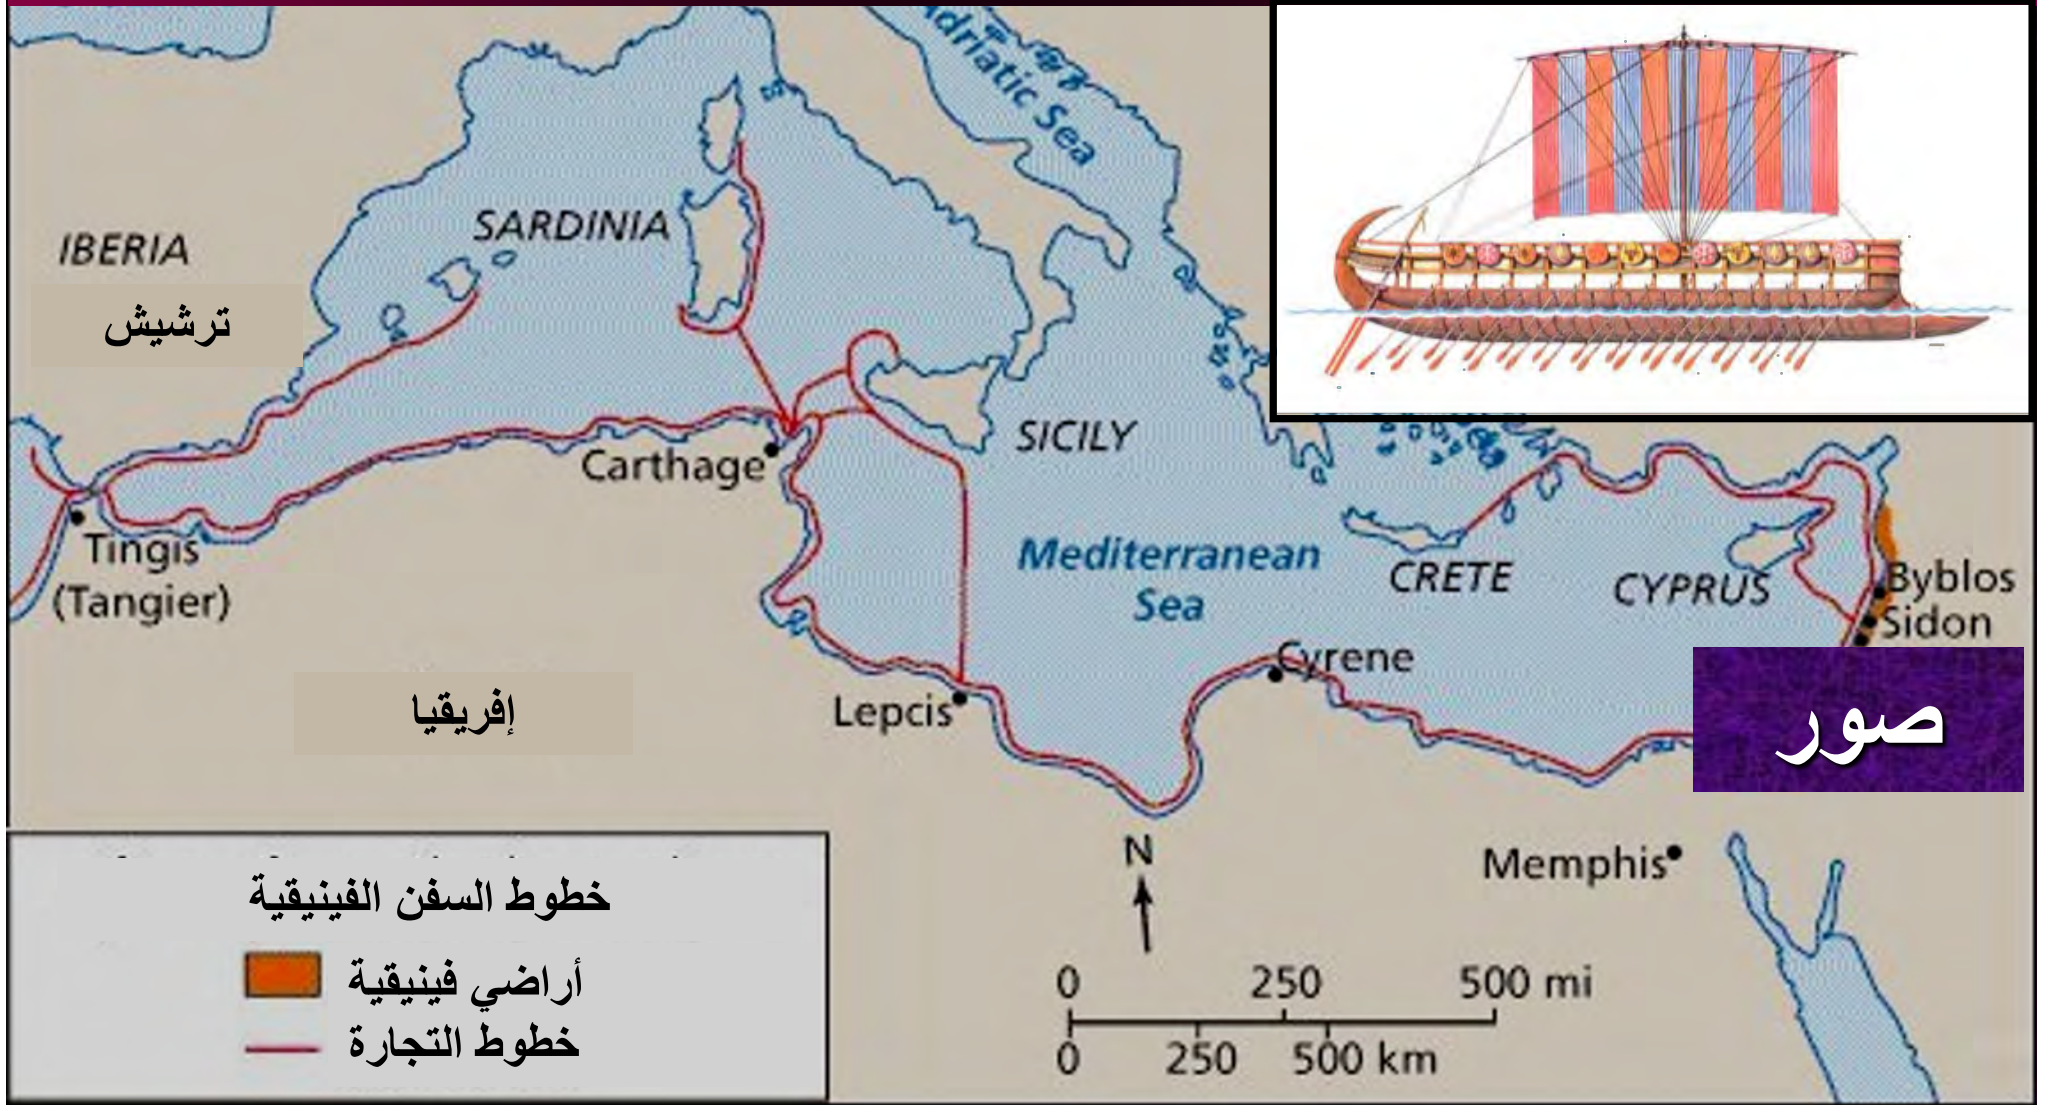 Adriatic Sea
IBERIA
ترشيش
SARDINIA
SICILY
Carthage
Tingis
(Tangier)
Mediterranean
Sea
CRETE
CYPRUS
Byblos
Sidon
صور
Cyrene
Lepcis
إفريقيا
Memphis
N
0 250 500 mi
0 250 500 km
خطوط السفن الفينيقية
أراضي فينيقية
خطوط التجارة